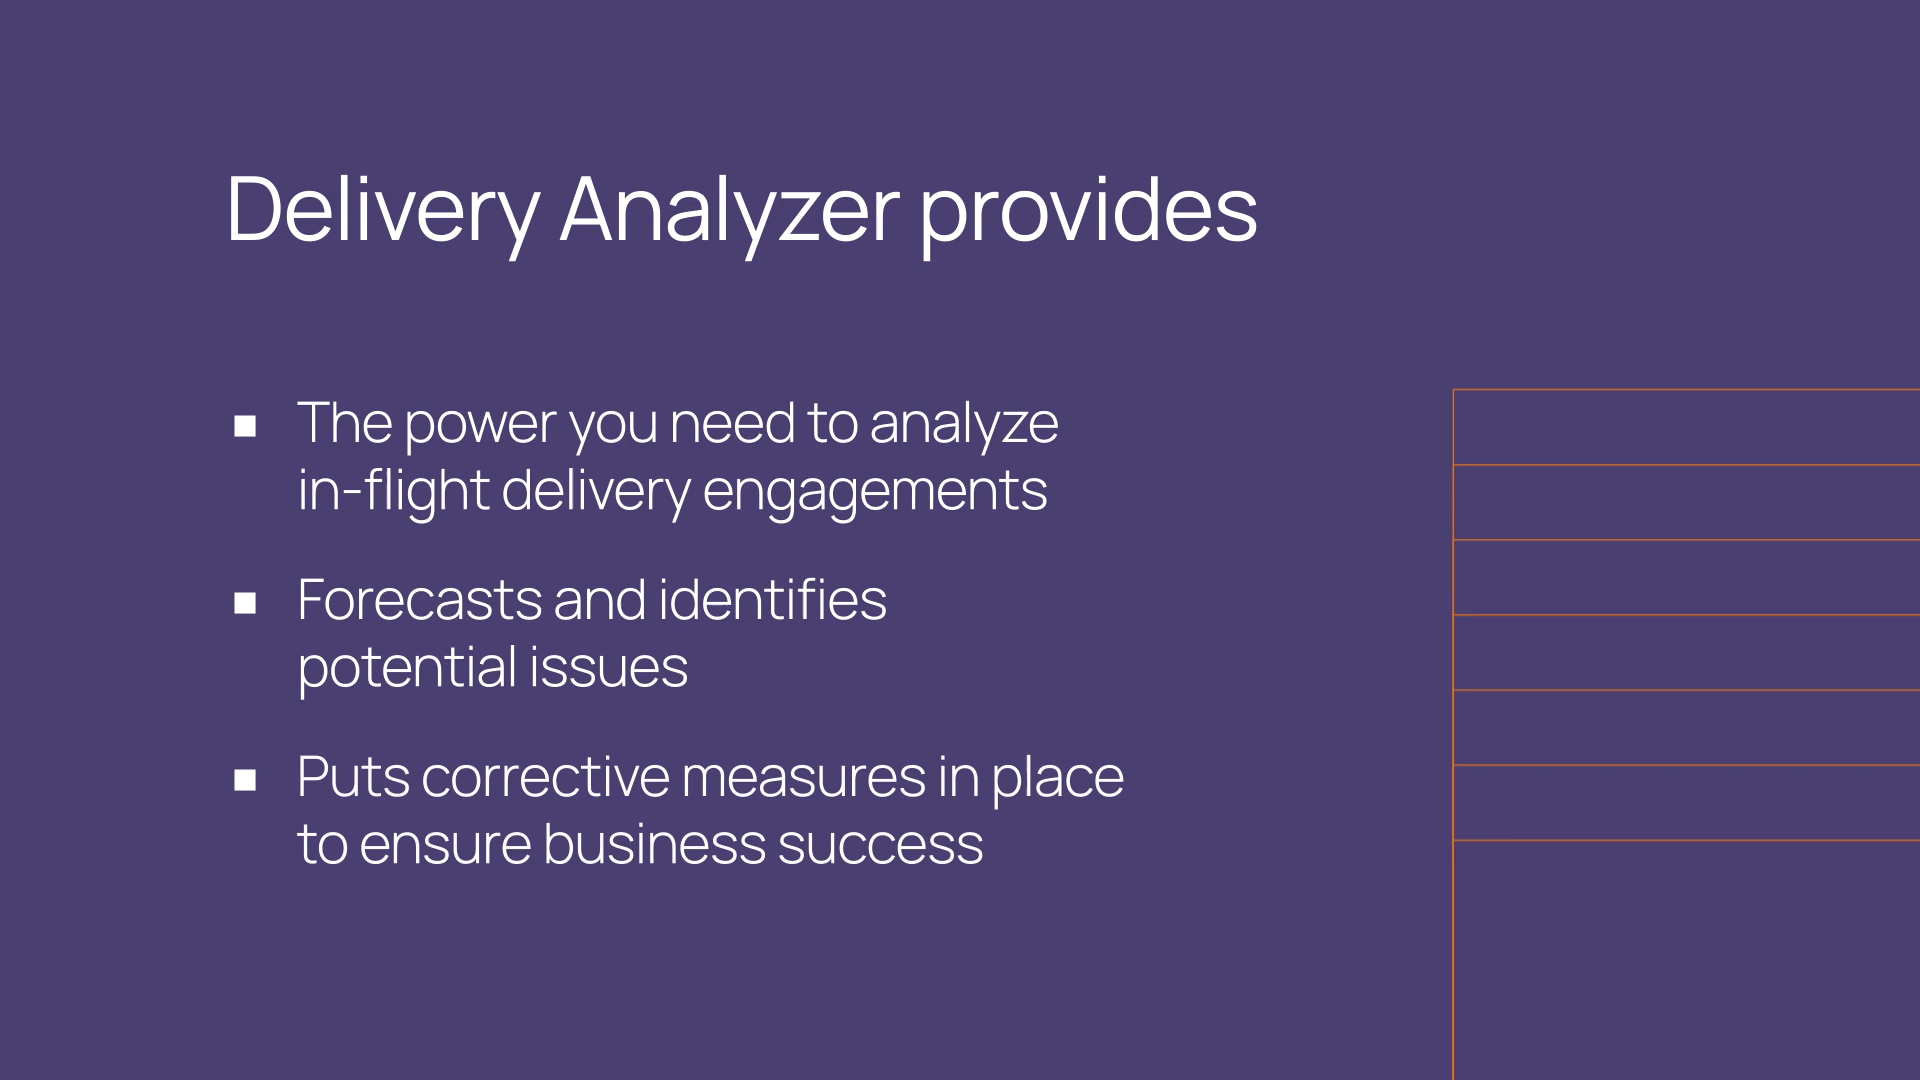 Delivery Analyzer provides
■ The power you need to analyze
in-flight delivery engagements
■ Forecasts and identifies
potential issues
■ Puts corrective measures in place
to ensure business success